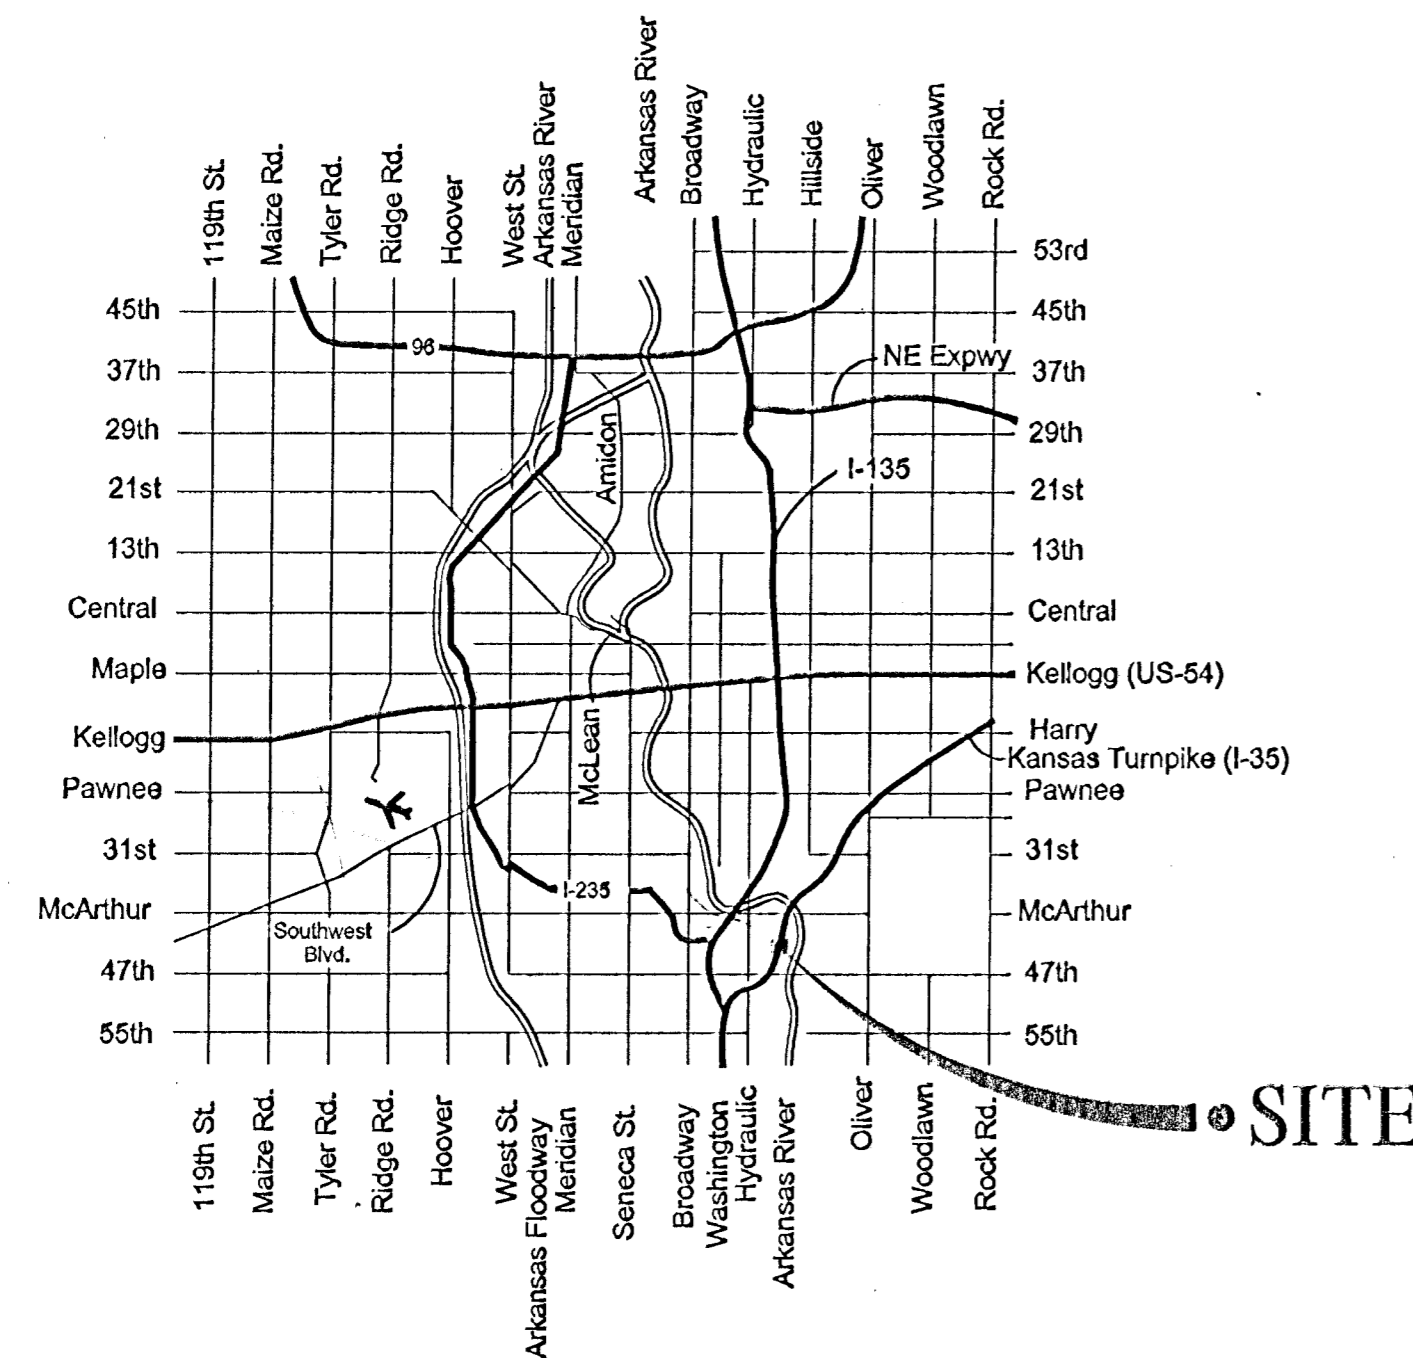 119th St.
Maize Rd.
Tyler Rd.
Ridge Rd.
Hoover
West St.
Arkansas River
Meridian
Arkansas River
Broadway
Hydraulic
Hillside
Oliver
Woodlawn
Rock Rd.
53rd
45th
45th
96
NE Expwy
37th
37th
29th
29th
Amidon
I-135
21st
21st
13th
13th
Central
Central
Maple
Kellogg (US-54)
Kellogg
McLean
Harry
Kansas Turnpike (I-35)
Pawnee
Pawnee
31st
31st
I-235
McArthur
McArthur
Southwest
Blvd.
47th
47th
55th
55th
SITE
119th St.
Maize Rd.
Tyler Rd.
Ridge Rd.
Hoover
West St.
Arkansas Floodway
Meridian
Seneca St.
Broadway
Washington
Hydraulic
Arkansas River
Oliver
Woodlawn
Rock Rd.